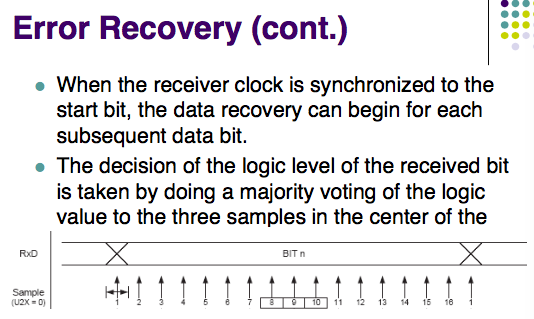 Error Recovery (cont.)
When the receiver clock is synchronized to the
start bit, the data recovery can begin for each
subsequent data bit.
The decision of the logic level of the received bit
is taken by doing a majority voting of the logic
value to the three samples in the center of the
RxD
BIT n
Sample
(U2X = 0)
1 2 3 4 5 6 7 8 9 10 11 12 13 14 15 16 1